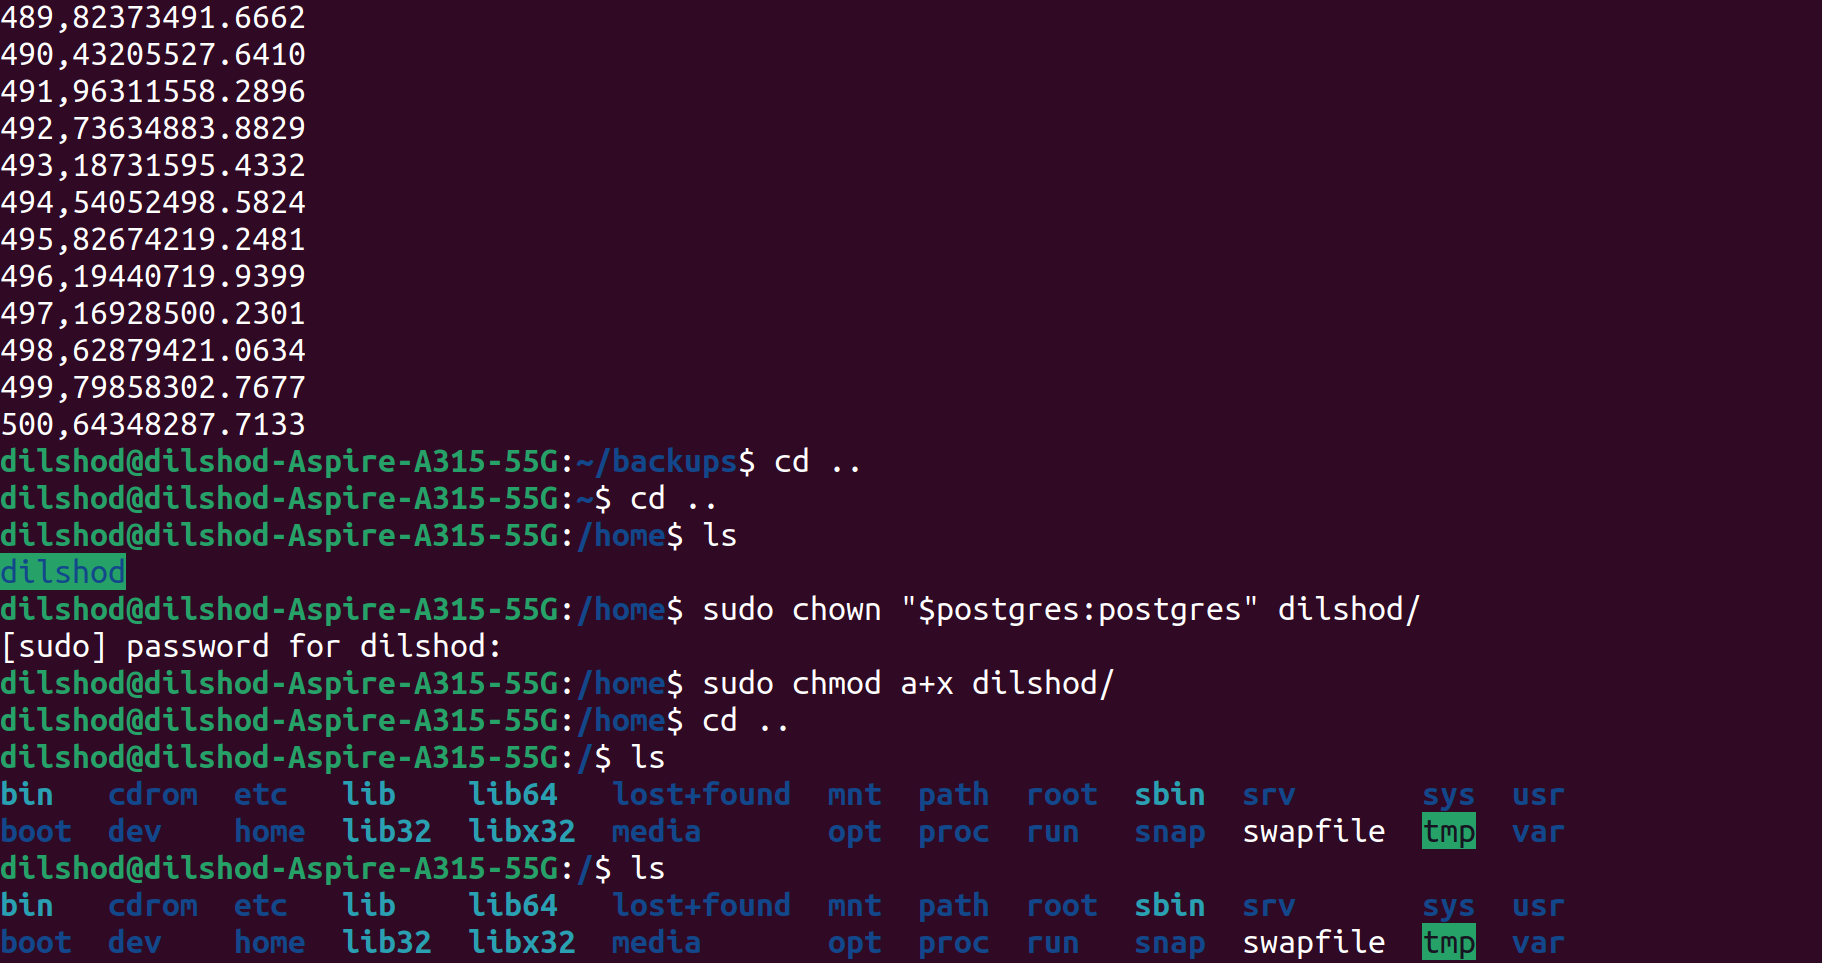 489,82373491.6662
490,43205527.6410
491,96311558.2896
492,73634883.8829
493,18731595.4332
494,54052498.5824
495,82674219.2481
496,19440719.9399
497,16928500.2301
498,62879421.0634
499,79858302.7677
500,64348287.7133
dilshod@dilshod-Aspire-A315-55G:~/backups$ cd ..
dilshod@dilshod-Aspire-A315-55G:~$ cd ..
dilshod@dilshod-Aspire-A315-55G:/home$ ls
dilshod
dilshod@dilshod-Aspire-A315-55G:/home$ sudo chown "$postgres:postgres" dilshod/
[sudo] password for dilshod:
dilshod@dilshod-Aspire-A315-55G:/home$ sudo chmod a+x dilshod/
dilshod@dilshod-Aspire-A315-55G:/home$ cd ..
dilshod@dilshod-Aspire-A315-55G:/$ ls
bin   cdrom  etc   lib    lib64   lost+found  mnt  path  root  sbin  srv       sys  usr
boot  dev    home  lib32  libx32  media       opt  proc  run   snap  swapfile  tmp  var
dilshod@dilshod-Aspire-A315-55G:/$ ls
bin   cdrom  etc   lib    lib64   lost+found  mnt  path  root  sbin  srv       sys  usr
boot  dev    home  lib32  libx32  media       opt  proc  run   snap  swapfile  tmp  var